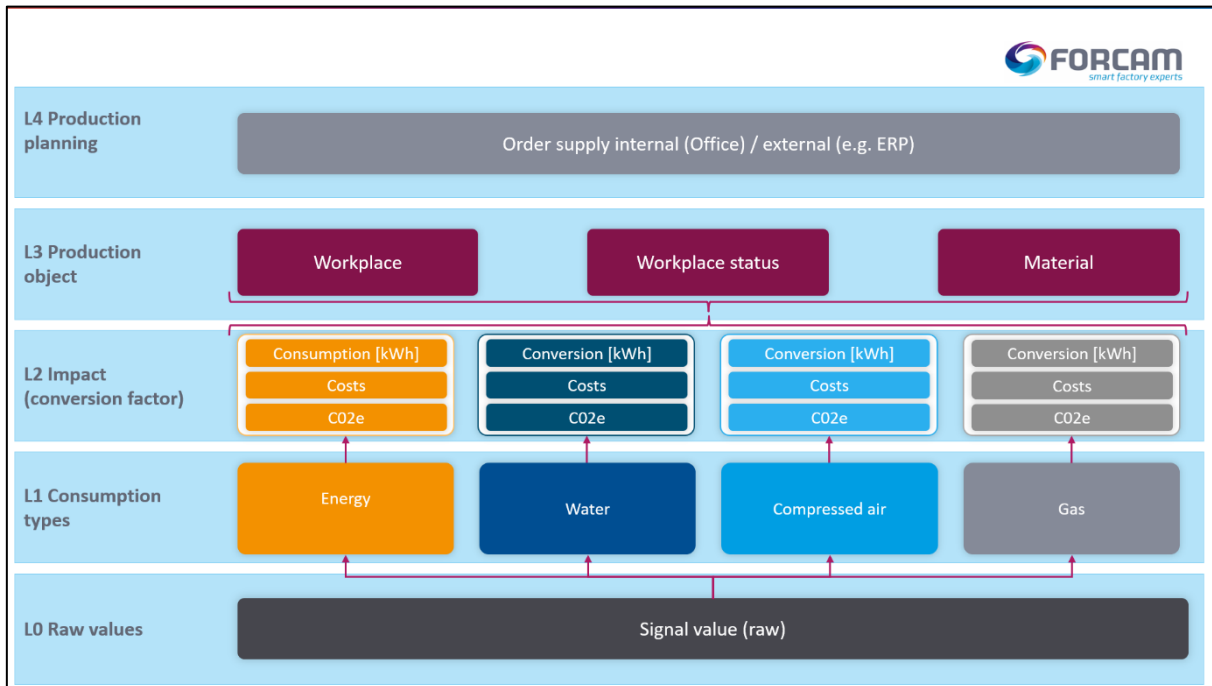 FORCAM
smart factory experts
L4 Production
planning
Order supply internal (Office) / external (e.g. ERP)
L3 Production
object
Workplace
Workplace status
Material
L2 Impact
(conversion factor)
Consumption [kWh]
Costs
C02e
Conversion [kWh]
Costs
C02e
Conversion [kWh]
Costs
C02e
Conversion [kWh]
Costs
C02e
L1 Consumption
types
Energy
Water
Compressed air
Gas
L0 Raw values
Signal value (raw)